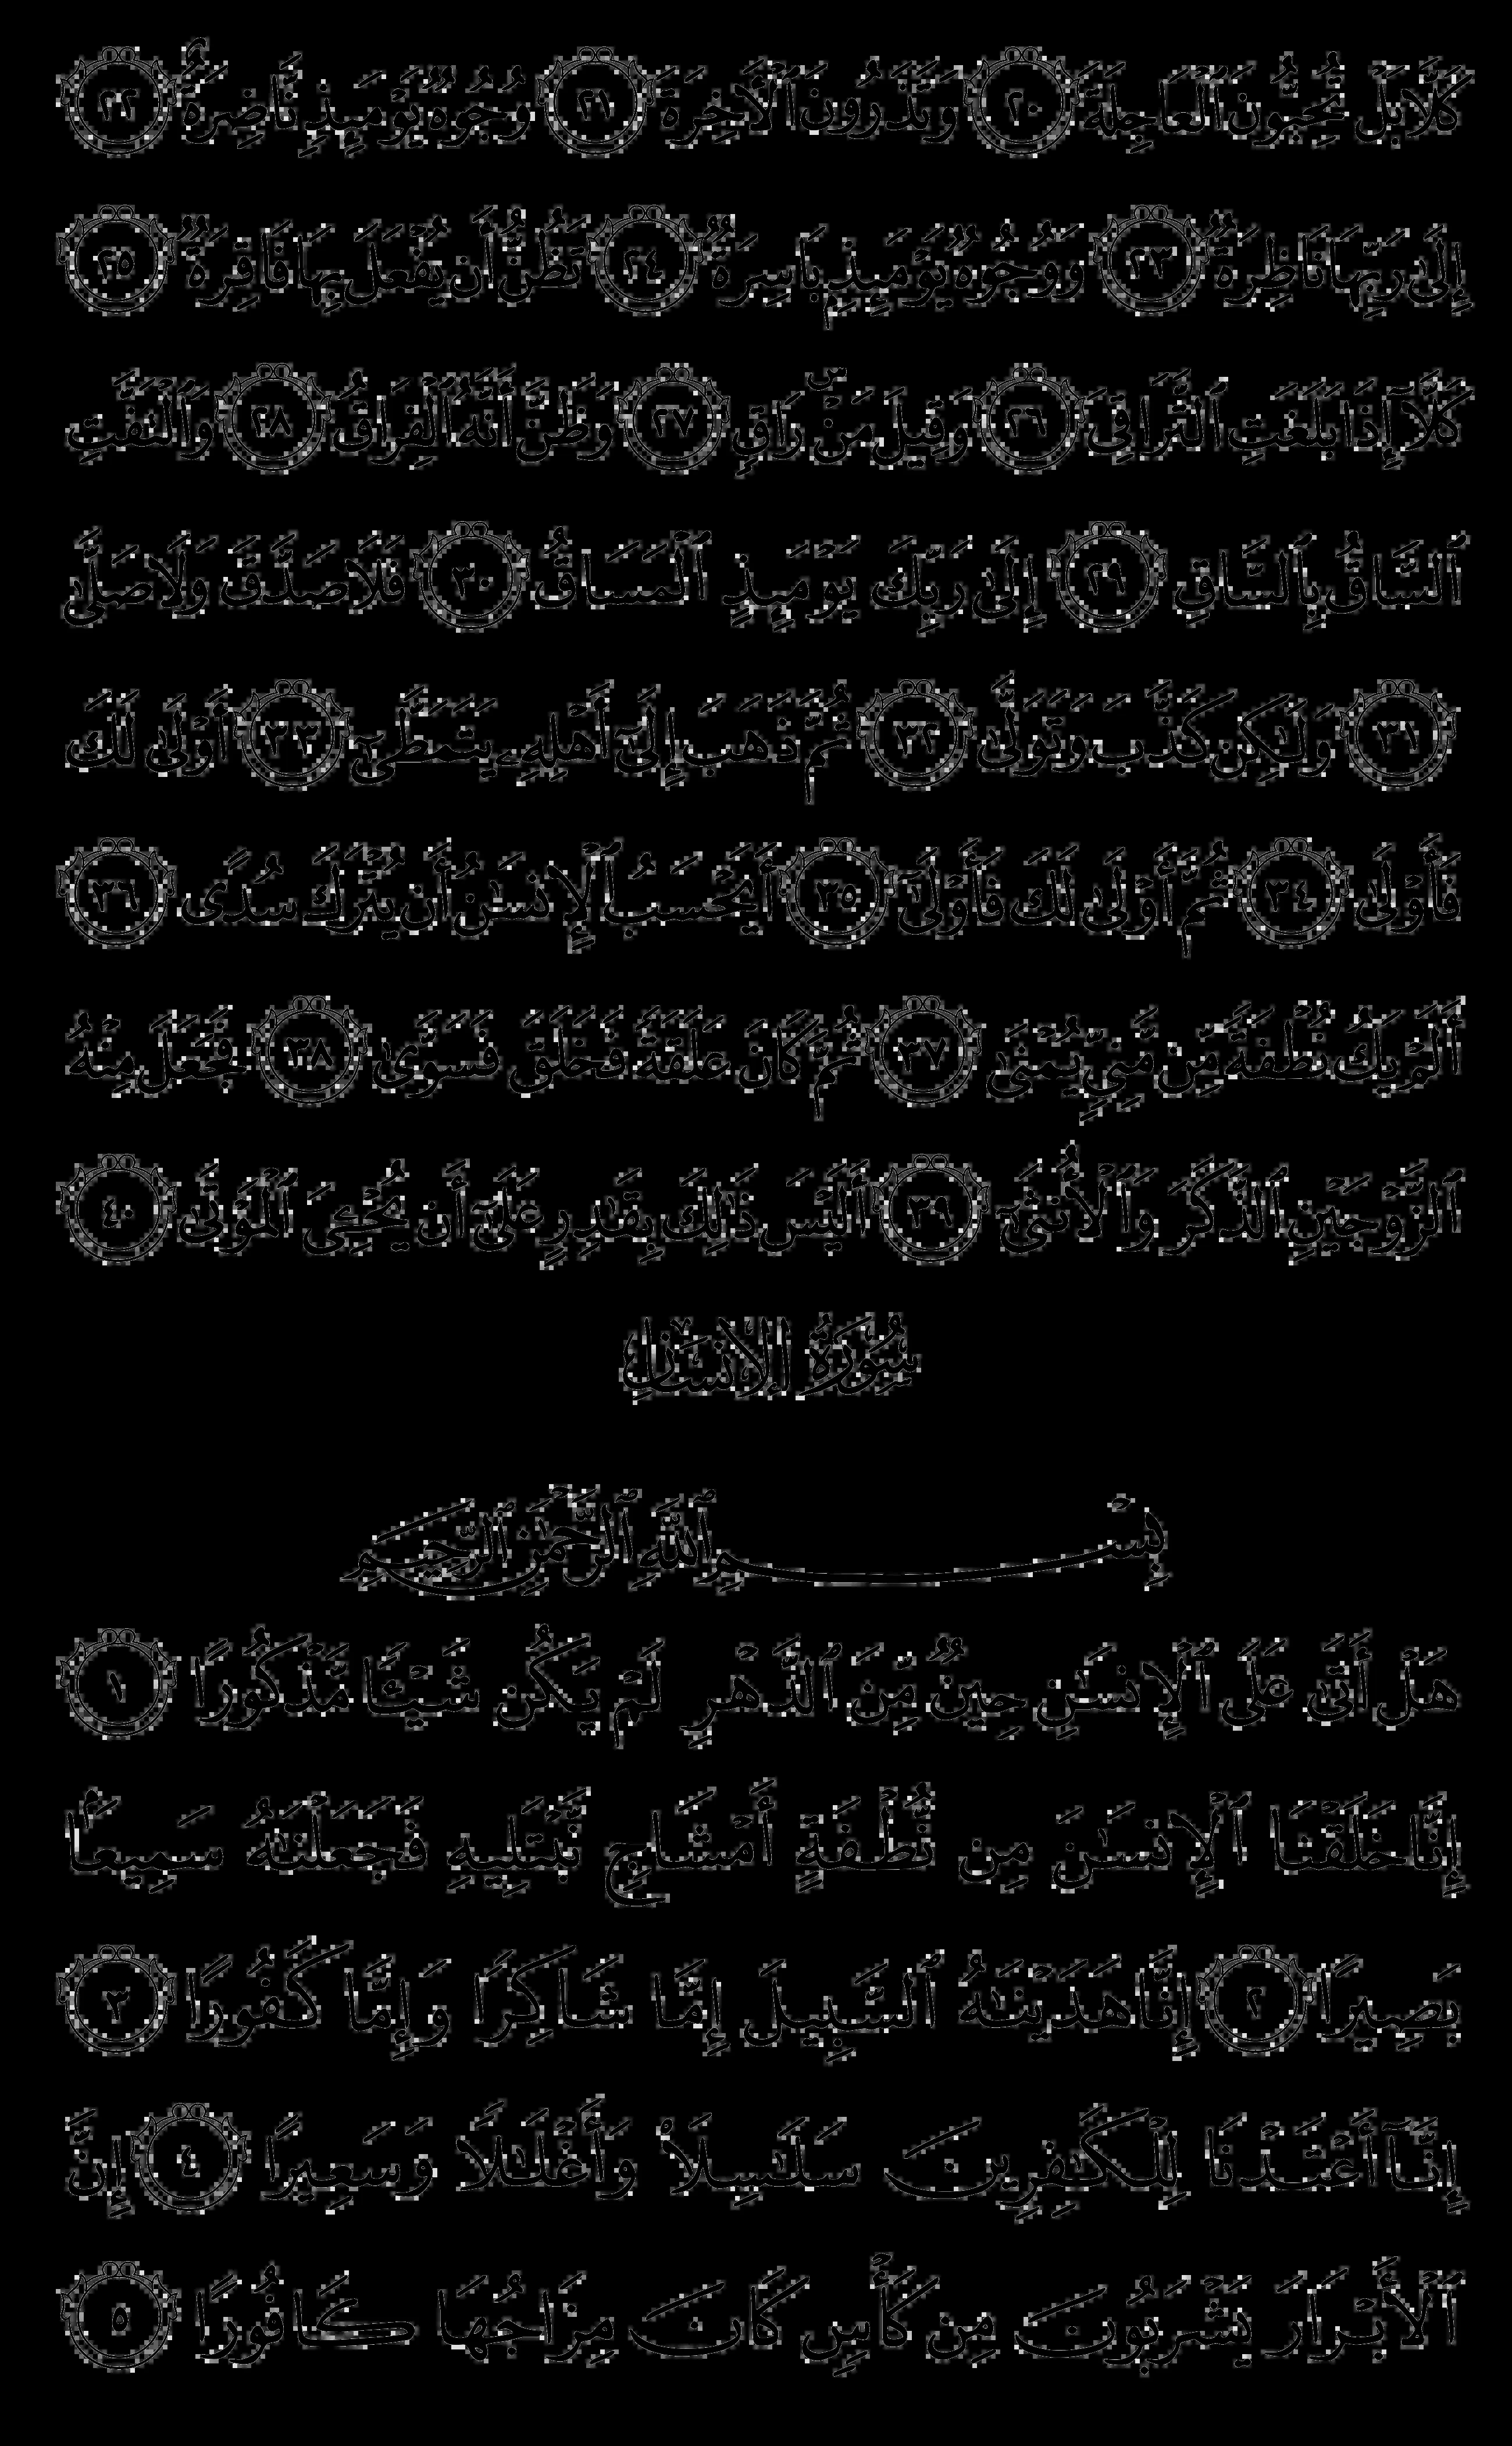 كَلَّا بَلْ تُحِبُّونَ ٱلْعَاجِلَةَ ٢٠ وَتَذَرُونَ ٱلْأَخِرَةَ ٢١ وُجُوهٌ يَوْمَئِذٍ نَّاضِرَةٌ ٢٢
إِلَىٰ رَبِّهَا نَاظِرَةٌ ٢٣ وَوُجُوهٌ يَوْمَئِذٍۭ بَاسِرَةٌ ٢٤ تَظُنُّ أَن يُفْعَلَ بِهَا فَاقِرَةٌ ٢٥
كَلَّآ إِذَا بَلَغَتِ ٱلتَّرَاقِىَ ٢٦ وَقِيلَ مَنْ ۜ رَاقٍ ٢٧ وَظَنَّ أَنَّهُ ٱلْفِرَاقُ ٢٨ وَٱلْتَفَّتِ
ٱلسَّاقُ بِٱلسَّاقِ ٢٩ إِلَىٰ رَبِّكَ يَوْمَئِذٍ ٱلْمَسَاقُ ٣٠ فَلَا صَدَّقَ وَلَا صَلَّىٰ
٣١ وَلَٰكِن كَذَّبَ وَتَوَلَّىٰ ٣٢ ثُمَّ ذَهَبَ إِلَىٰٓ أَهْلِهِۦ يَتَمَطَّىٰٓ ٣٣ أَوْلَىٰ لَكَ
فَأَوْلَىٰ ٣٤ ثُمَّ أَوْلَىٰ لَكَ فَأَوْلَىٰٓ ٣٥ أَيَحْسَبُ ٱلْإِنسَٰنُ أَن يُتْرَكَ سُدًى ٣٦
أَلَمْ يَكُ نُطْفَةً مِّن مَّنِىٍّ يُمْنَىٰ ٣٧ ثُمَّ كَانَ عَلَقَةً فَخَلَقَ فَسَوَّىٰ ٣٨ فَجَعَلَ مِنْهُ
ٱلزَّوْجَيْنِ ٱلذَّكَرَ وَٱلْأُنثَىٰٓ ٣٩ أَلَيْسَ ذَٰلِكَ بِقَٰدِرٍ عَلَىٰٓ أَن يُحْـِۧىَ ٱلْمَوْتَىٰ ٤٠
سُورَةُ الإِنسَانِ
بِسْمِ ٱللَّهِ ٱلرَّحْمَٰنِ ٱلرَّحِيمِ
هَلْ أَتَىٰ عَلَى ٱلْإِنسَٰنِ حِينٌ مِّنَ ٱلدَّهْرِ لَمْ يَكُن شَيْـًٔا مَّذْكُورًا ١
إِنَّا خَلَقْنَا ٱلْإِنسَٰنَ مِن نُّطْفَةٍ أَمْشَاجٍ نَّبْتَلِيهِ فَجَعَلْنَٰهُ سَمِيعًۢا
بَصِيرًا ٢ إِنَّا هَدَيْنَٰهُ ٱلسَّبِيلَ إِمَّا شَاكِرًا وَإِمَّا كَفُورًا ٣
إِنَّآ أَعْتَدْنَا لِلْكَٰفِرِينَ سَلَٰسِلَا۟ وَأَغْلَٰلًا وَسَعِيرًا ٤ إِنَّ
ٱلْأَبْرَارَ يَشْرَبُونَ مِن كَأْسٍ كَانَ مِزَاجُهَا كَافُورًا ٥